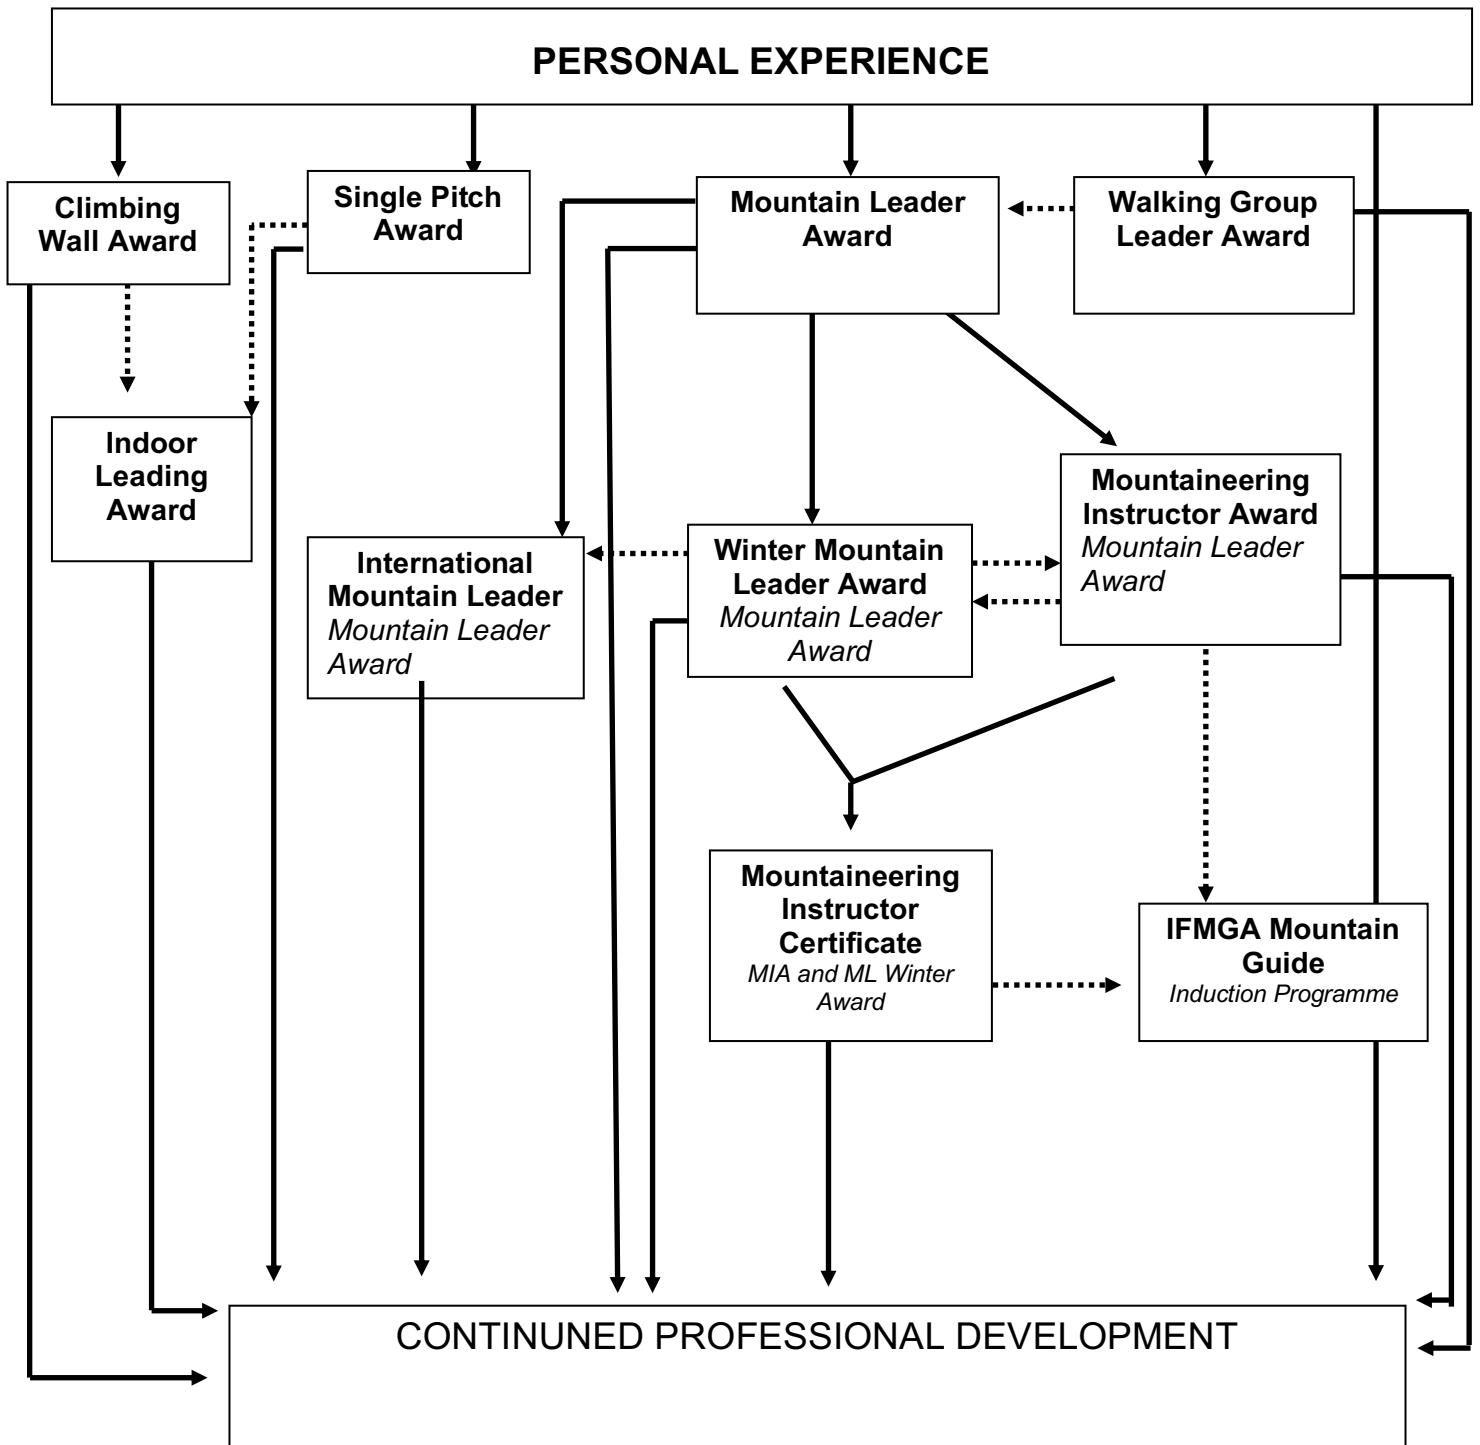 PERSONAL EXPERIENCE
Climbing
Wall Award
Single Pitch
Award
Mountain Leader
Award
Walking Group
Leader Award
Indoor
Leading
Award
International
Mountain Leader
Mountain Leader
Award
Winter Mountain
Leader Award
Mountain Leader
Award
Mountaineering
Instructor Award
Mountain Leader
Award
Mountaineering
Instructor
Certificate
MIA and ML Winter
Award
IFMGA Mountain
Guide
Induction Programme
CONTINUNED PROFESSIONAL DEVELOPMENT